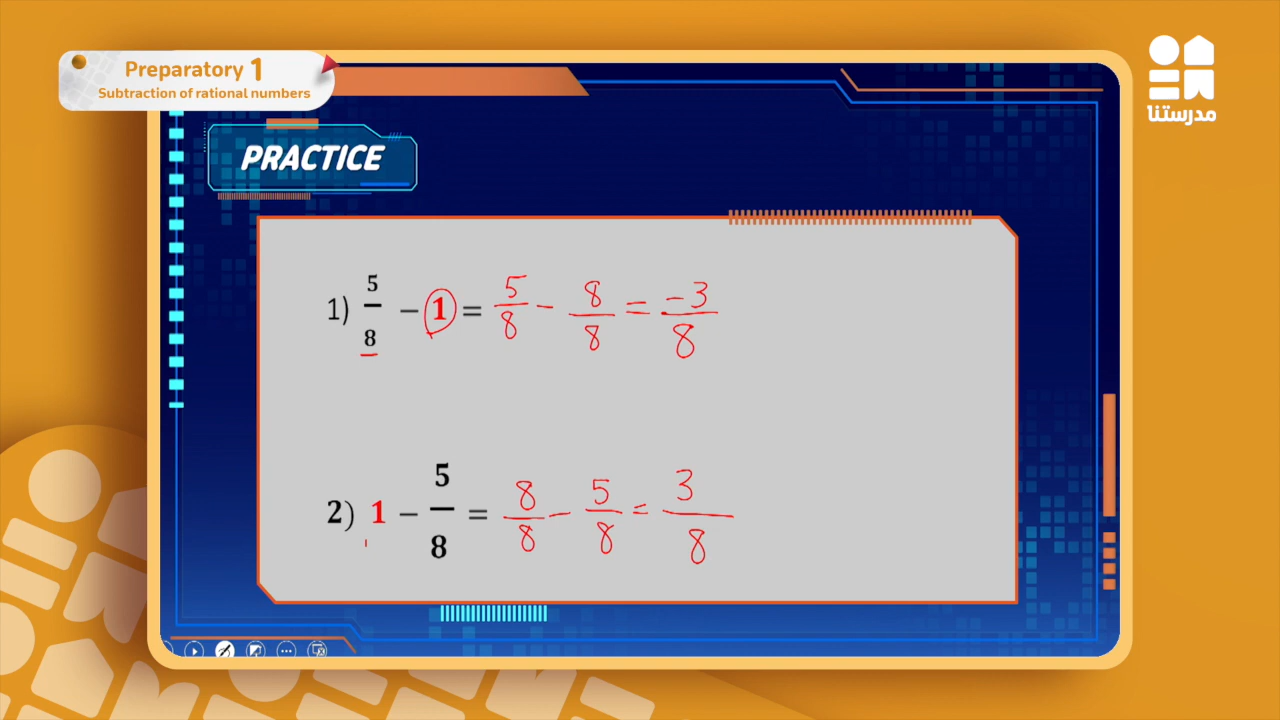 Preparatory 1
Subtraction of rational numbers
مدرستنا
PRACTICE
1) 5/8 − 1 = 5/8 − 8/8 = −3/8
2) 1 − 5/8 = 8/8 − 5/8 = 3/8